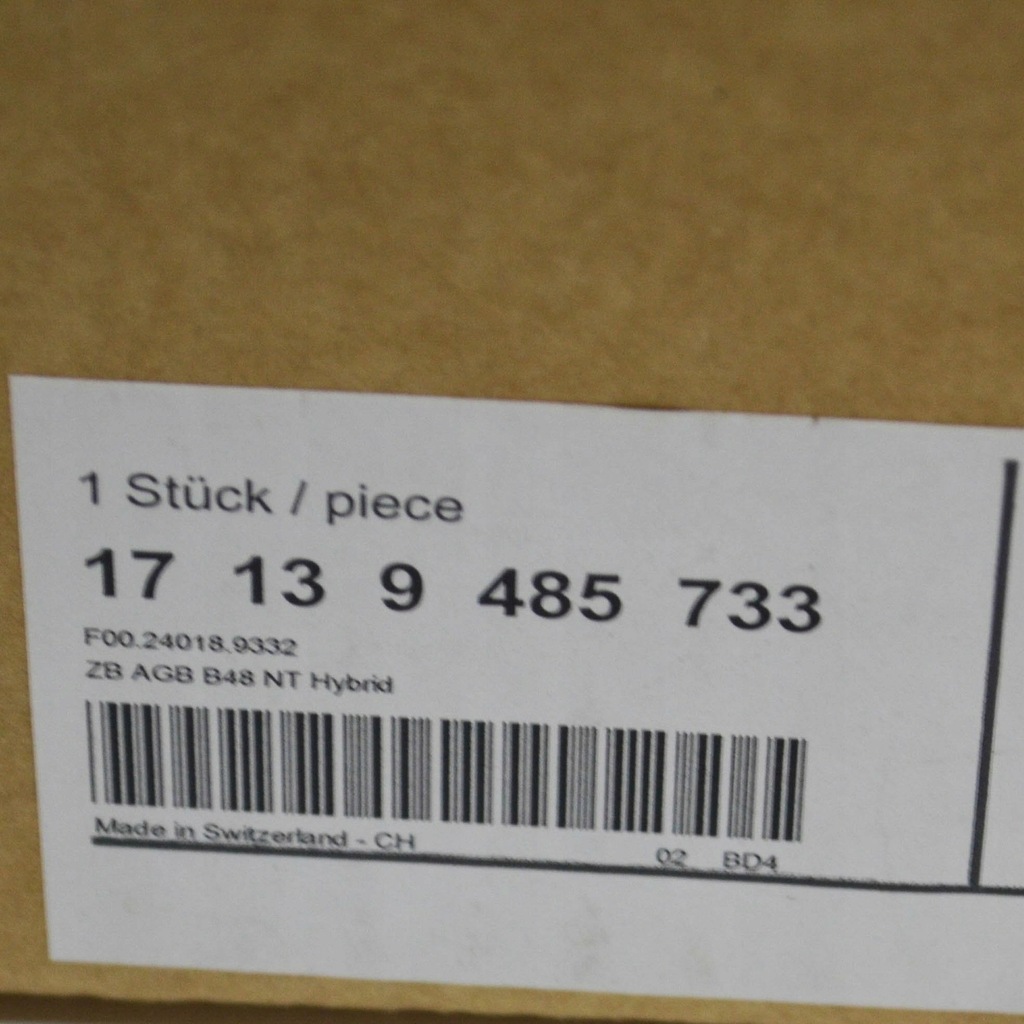 1 Stück / piece
17 13 9 485 733
F00.24018.9332
ZB AGB B48 NT Hybrid
Made in Switzerland - CH
02 BD4